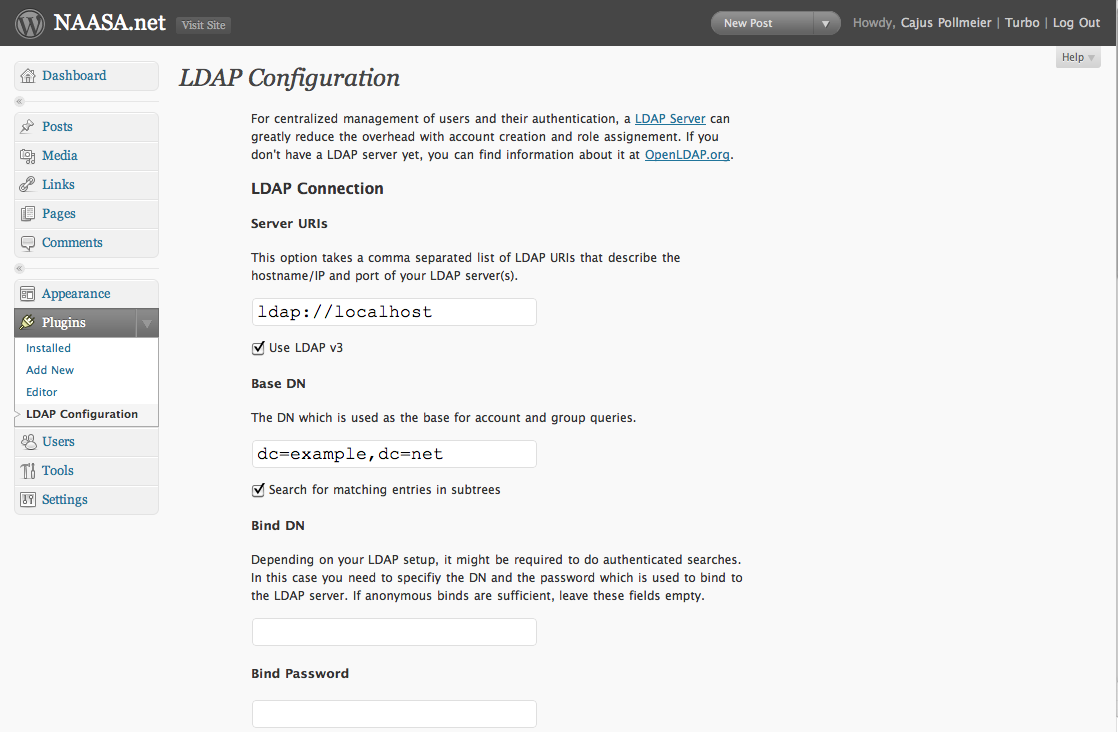 NAASA.net Visit Site New Post Howdy, Cajus Pollmeier | Turbo | Log Out
Help
Dashboard
Posts
Media
Links
Pages
Comments
Appearance
Plugins
Installed
Add New
Editor
LDAP Configuration
Users
Tools
Settings
LDAP Configuration
For centralized management of users and their authentication, a LDAP Server can
greatly reduce the overhead with account creation and role assignement. If you
don't have a LDAP server yet, you can find information about it at OpenLDAP.org.
LDAP Connection
Server URIs
This option takes a comma separated list of LDAP URIs that describe the
hostname/IP and port of your LDAP server(s).
ldap://localhost
Use LDAP v3
Base DN
The DN which is used as the base for account and group queries.
dc=example,dc=net
Search for matching entries in subtrees
Bind DN
Depending on your LDAP setup, it might be required to do authenticated searches.
In this case you need to specifiy the DN and the password which is used to bind to
the LDAP server. If anonymous binds are sufficient, leave these fields empty.
Bind Password